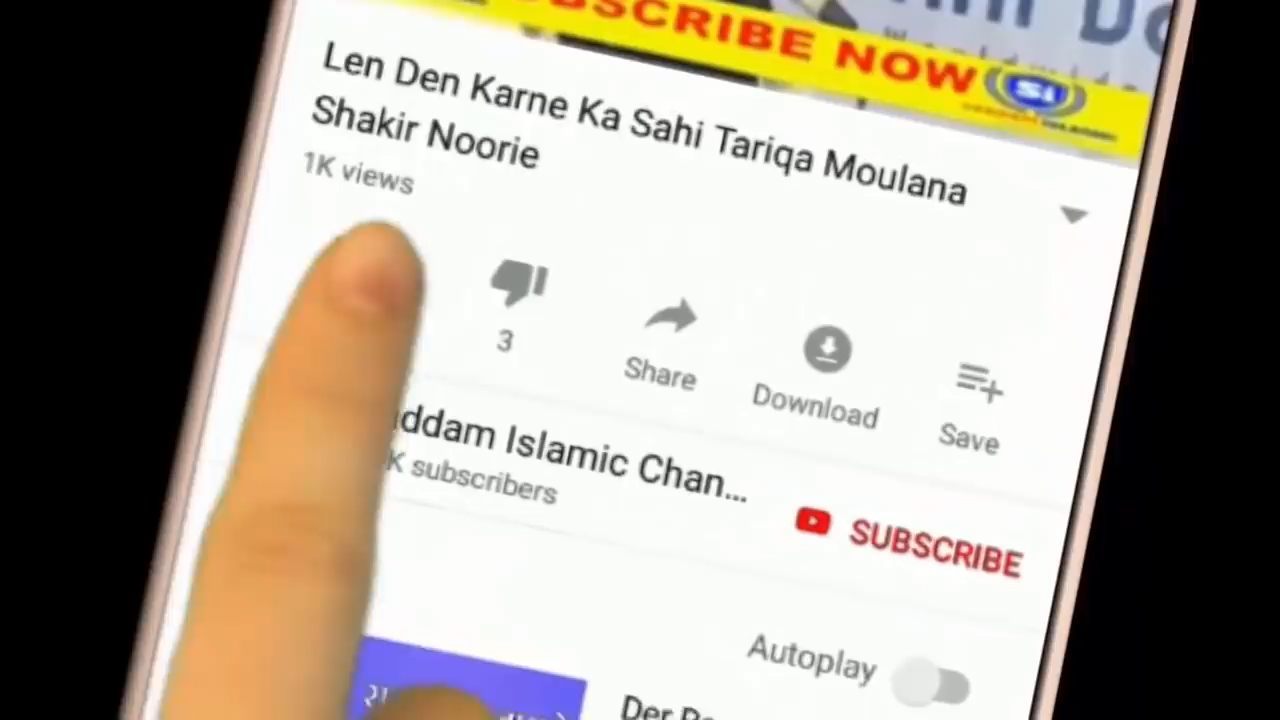 SCRIBE NOW
Si
Len Den Karne Ka Sahi Tariqa Moulana
Shakir Noorie
1K views
3
Share
Download
Save
ddam Islamic Chan...
K subscribers
SUBSCRIBE
Autoplay